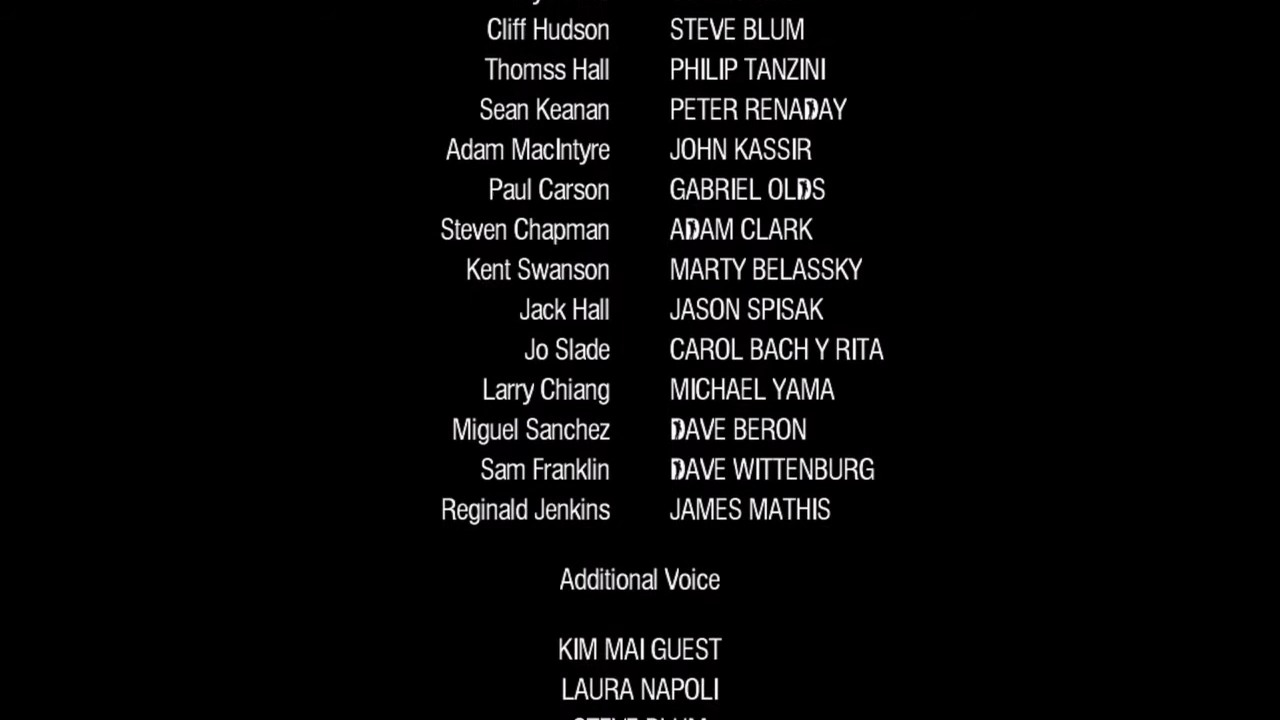 Cliff Hudson STEVE BLUM
Thomss Hall PHILIP TANZINI
Sean Keanan PETER RENADAY
Adam MacIntyre JOHN KASSIR
Paul Carson GABRIEL OLDS
Steven Chapman ADAM CLARK
Kent Swanson MARTY BELASSKY
Jack Hall JASON SPISAK
Jo Slade CAROL BACH Y RITA
Larry Chiang MICHAEL YAMA
Miguel Sanchez DAVE BERON
Sam Franklin DAVE WITTENBURG
Reginald Jenkins JAMES MATHIS
Additional Voice
KIM MAI GUEST
LAURA NAPOLI
STEVE BLUM